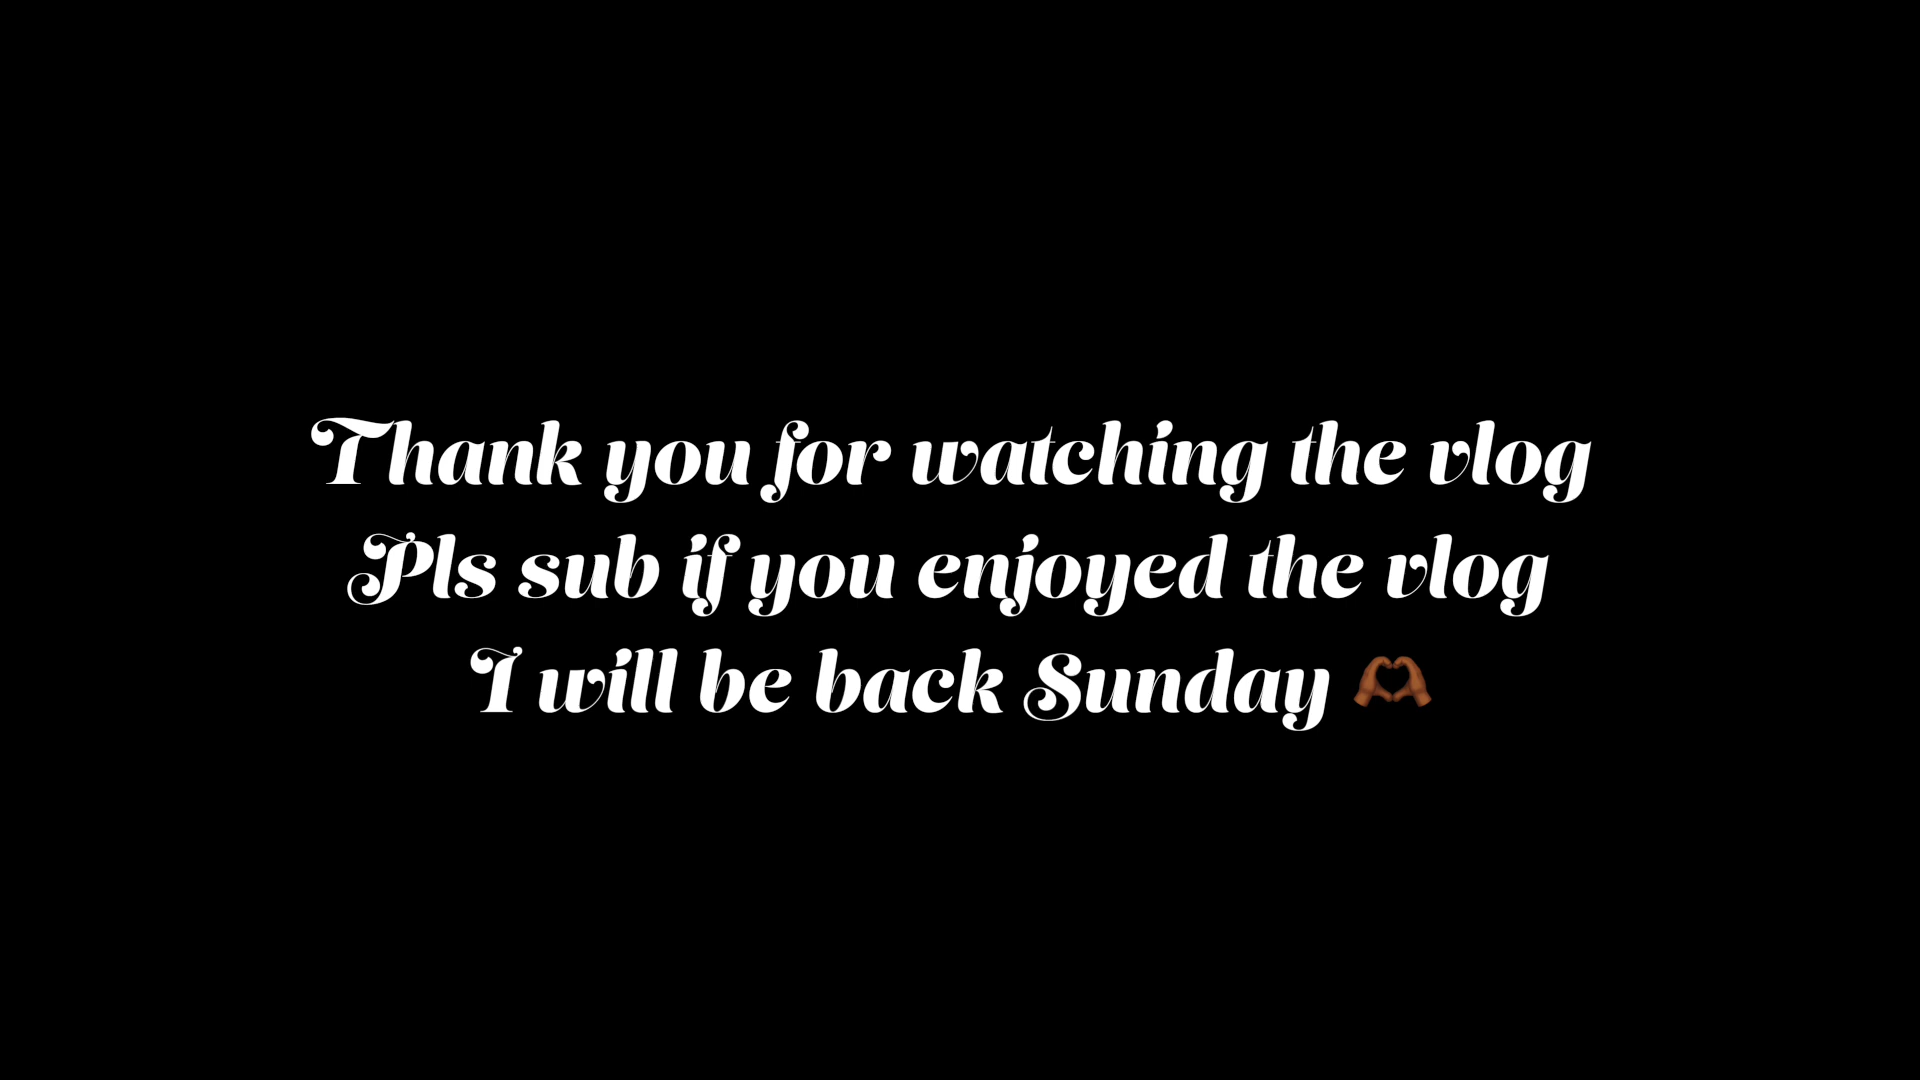 Thank you for watching the vlog
Pls sub if you enjoyed the vlog
I will be back Sunday 🫶🏾